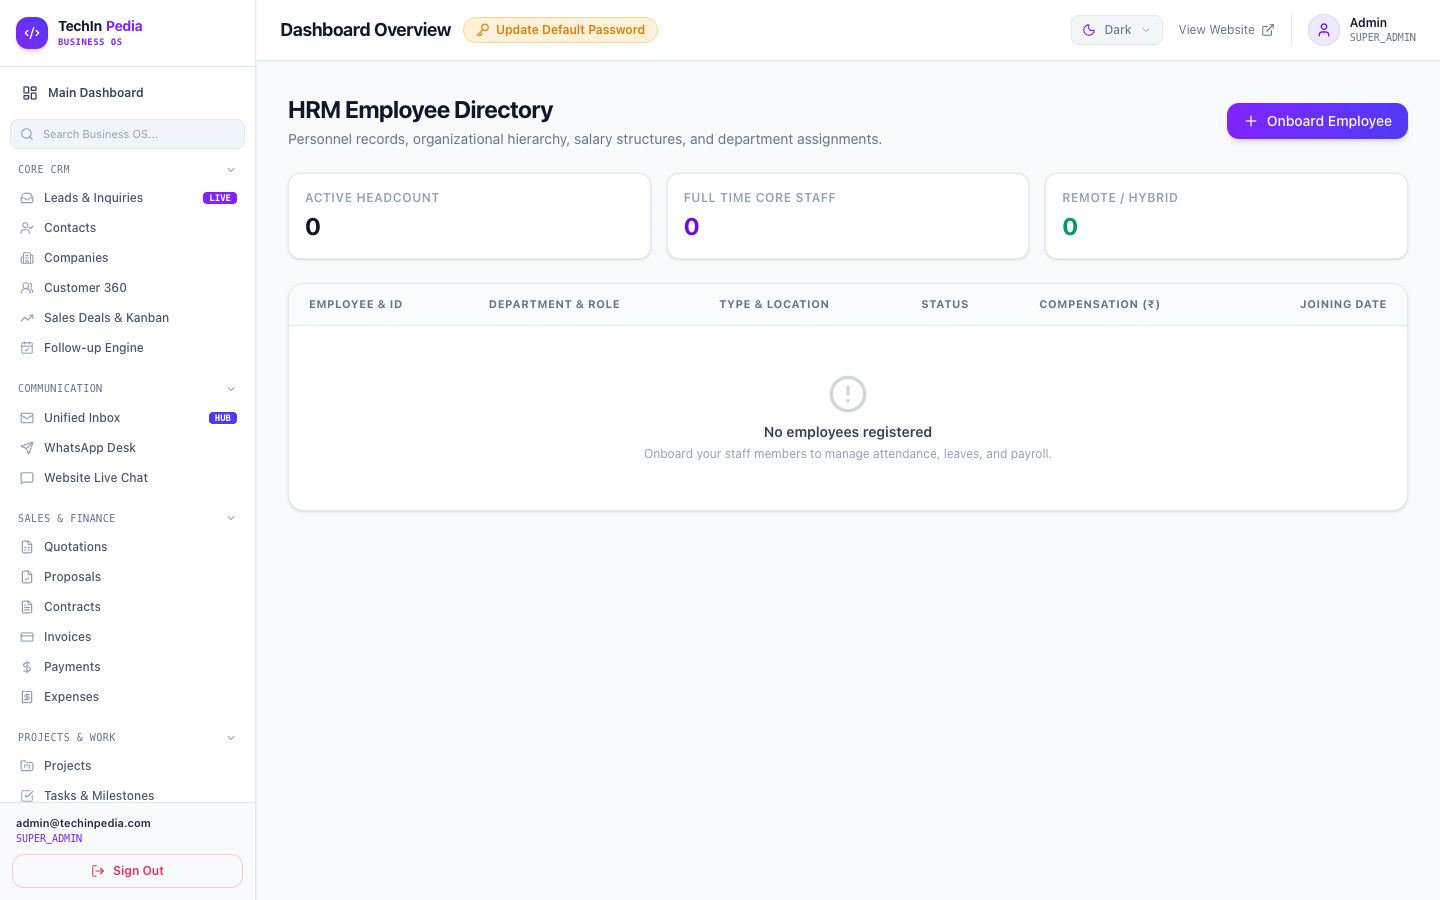 TechIn Pedia
BUSINESS OS
Main Dashboard
Search Business OS...
CORE CRM
Leads & Inquiries LIVE
Contacts
Companies
Customer 360
Sales Deals & Kanban
Follow-up Engine
COMMUNICATION
Unified Inbox HUB
WhatsApp Desk
Website Live Chat
SALES & FINANCE
Quotations
Proposals
Contracts
Invoices
Payments
Expenses
PROJECTS & WORK
Projects
Tasks & Milestones
admin@techinpedia.com
SUPER_ADMIN
Sign Out
Dashboard Overview Update Default Password Dark View Website
Admin
SUPER_ADMIN
HRM Employee Directory
Personnel records, organizational hierarchy, salary structures, and department assignments.
Onboard Employee
ACTIVE HEADCOUNT
0
FULL TIME CORE STAFF
0
REMOTE / HYBRID
0
EMPLOYEE & ID DEPARTMENT & ROLE TYPE & LOCATION STATUS COMPENSATION (₹) JOINING DATE
No employees registered
Onboard your staff members to manage attendance, leaves, and payroll.